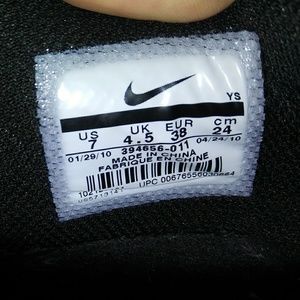 YS
US UK EUR cm
7 4.5 38 24
01/29/10 394656-011 04/24/10
MADE IN CHINA
FABRIQUE EN CHINE
UPC